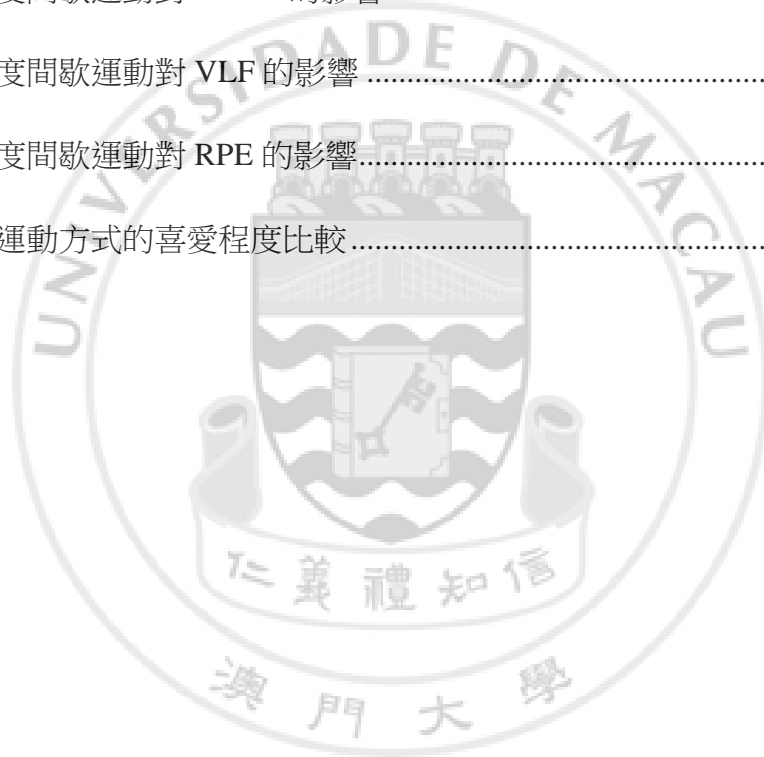 度間歇運動對 VLF 的影響 ................................................
度間歇運動對 RPE 的影響................................................
運動方式的喜愛程度比較 ................................................
UNIVERSIDADE DE MACAU
仁義禮知信
澳門大學